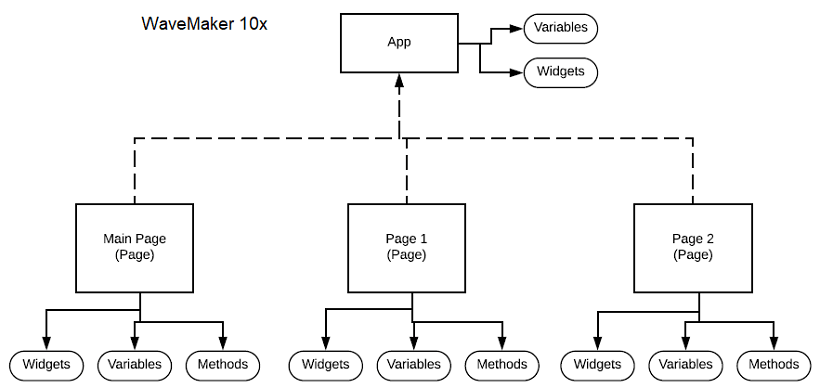 WaveMaker 10x
App
Variables
Widgets
Main Page
(Page)
Page 1
(Page)
Page 2
(Page)
Widgets
Variables
Methods
Widgets
Variables
Methods
Widgets
Variables
Methods